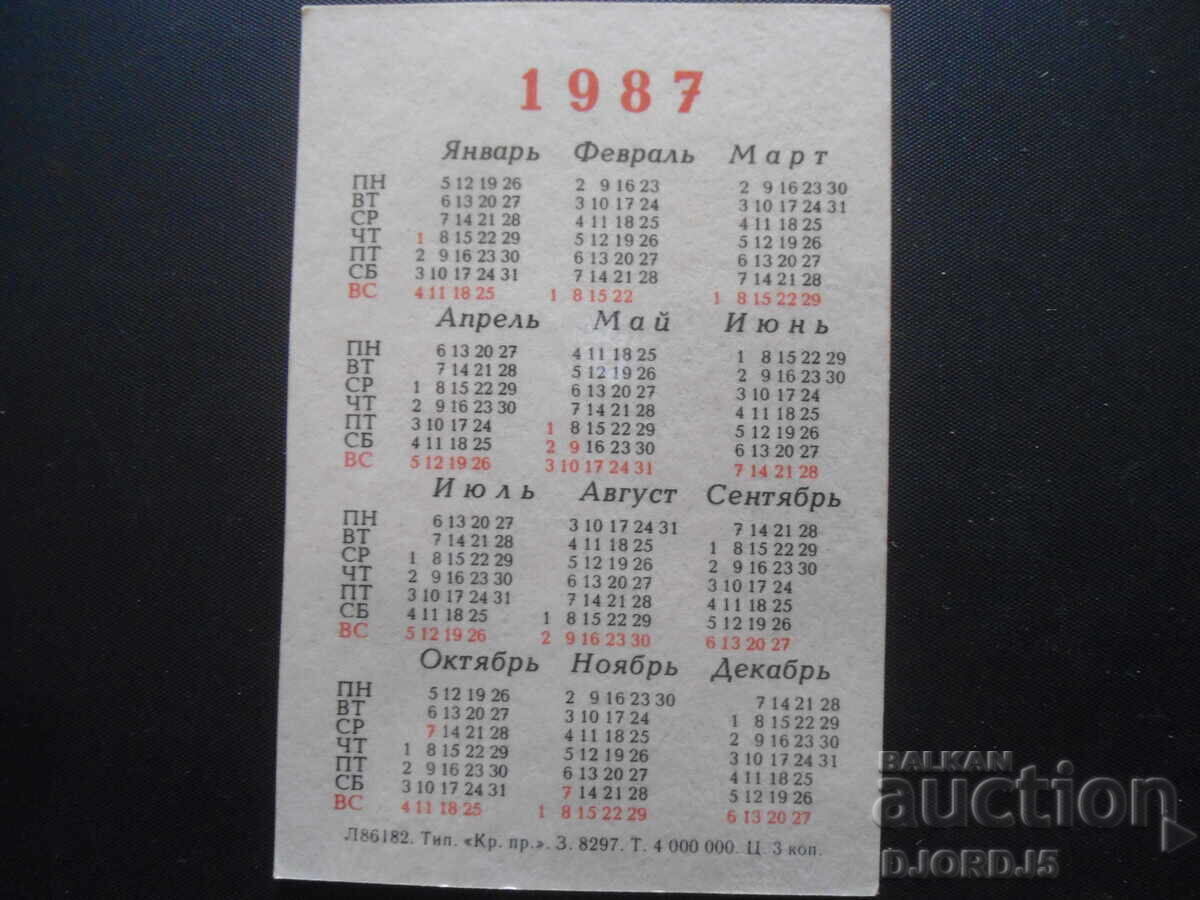 1987
Январь Февраль Март
ПН 5 12 19 26 2 9 16 23 2 9 16 23 30
ВТ 6 13 20 27 3 10 17 24 3 10 17 24 31
СР 7 14 21 28 4 11 18 25 4 11 18 25
ЧТ 1 8 15 22 29 5 12 19 26 5 12 19 26
ПТ 2 9 16 23 30 6 13 20 27 6 13 20 27
СБ 3 10 17 24 31 7 14 21 28 7 14 21 28
ВС 4 11 18 25 1 8 15 22 1 8 15 22 29
Апрель Май Июнь
ПН 6 13 20 27 4 11 18 25 1 8 15 22 29
ВТ 7 14 21 28 5 12 19 26 2 9 16 23 30
СР 1 8 15 22 29 6 13 20 27 3 10 17 24
ЧТ 2 9 16 23 30 7 14 21 28 4 11 18 25
ПТ 3 10 17 24 1 8 15 22 29 5 12 19 26
СБ 4 11 18 25 2 9 16 23 30 6 13 20 27
ВС 5 12 19 26 3 10 17 24 31 7 14 21 28
Июль Август Сентябрь
ПН 6 13 20 27 3 10 17 24 31 7 14 21 28
ВТ 7 14 21 28 4 11 18 25 1 8 15 22 29
СР 1 8 15 22 29 5 12 19 26 2 9 16 23 30
ЧТ 2 9 16 23 30 6 13 20 27 3 10 17 24
ПТ 3 10 17 24 31 7 14 21 28 4 11 18 25
СБ 4 11 18 25 1 8 15 22 29 5 12 19 26
ВС 5 12 19 26 2 9 16 23 30 6 13 20 27
Октябрь Ноябрь Декабрь
ПН 5 12 19 26 2 9 16 23 30 7 14 21 28
ВТ 6 13 20 27 3 10 17 24 1 8 15 22 29
СР 7 14 21 28 4 11 18 25 2 9 16 23 30
ЧТ 1 8 15 22 29 5 12 19 26 3 10 17 24 31
ПТ 2 9 16 23 30 6 13 20 27 4 11 18 25
СБ 3 10 17 24 31 7 14 21 28 5 12 19 26
ВС 4 11 18 25 1 8 15 22 29 6 13 20 27
Л86182. Тип. «Кр. пр.». З. 8297. Т. 4 000 000. Ц. 3 коп.
BALKAN
auction
DJORDJ5